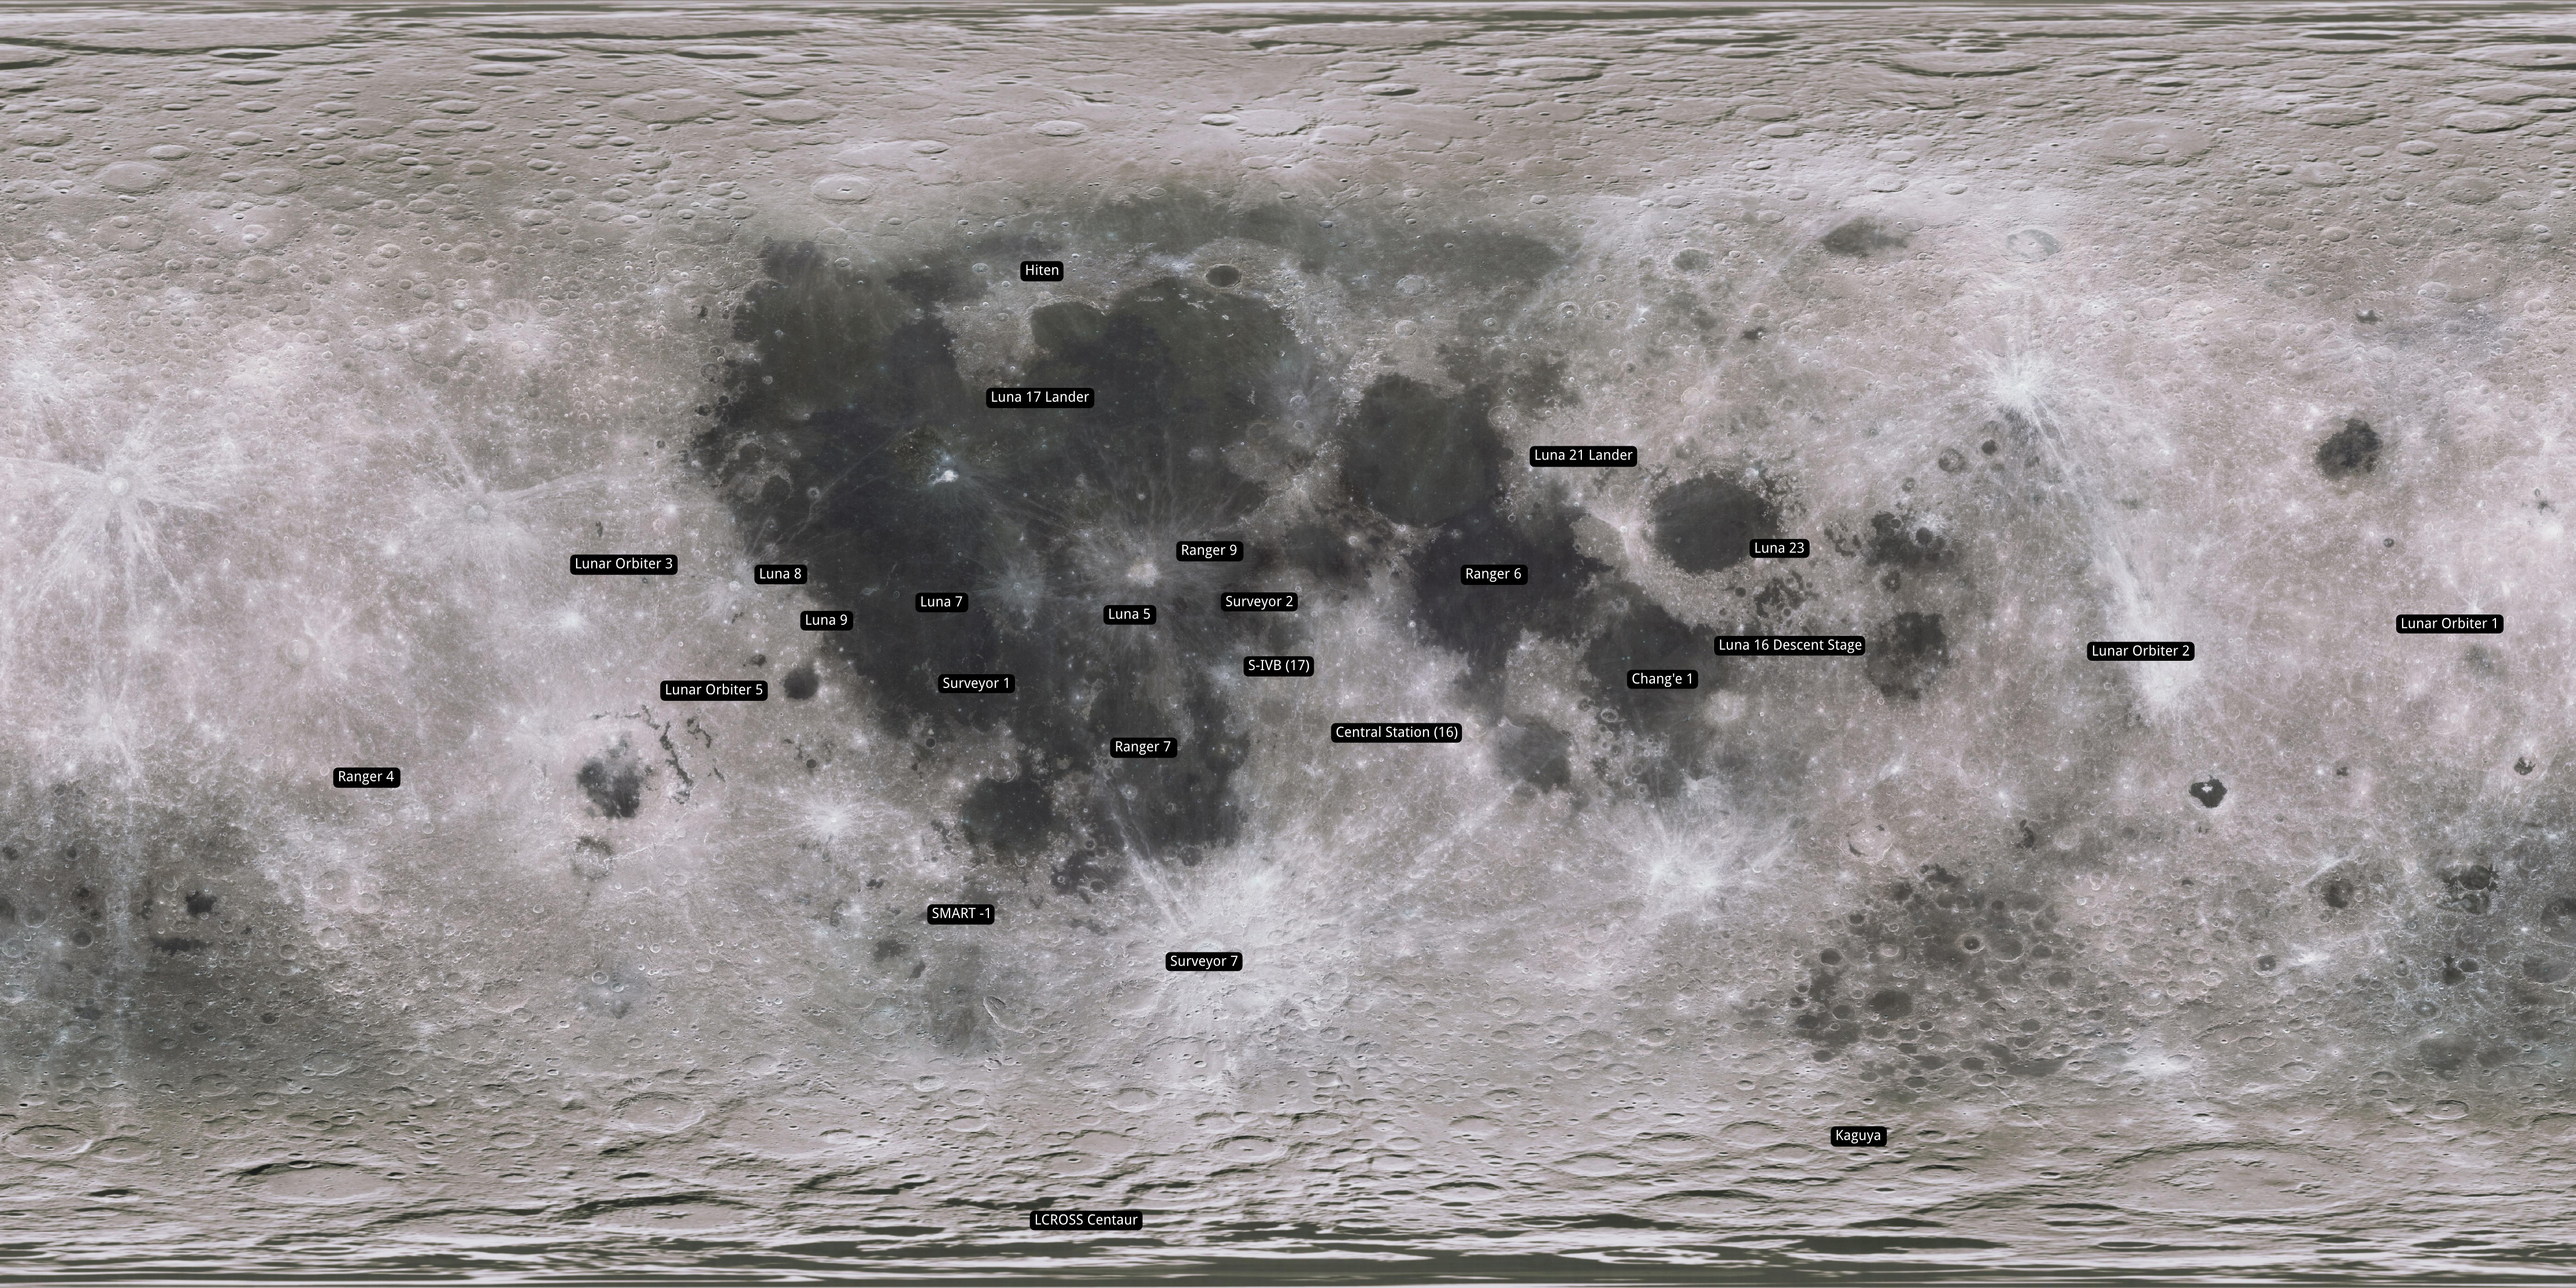 Hiten
Luna 17 Lander
Luna 21 Lander
Luna 23
Ranger 9
Lunar Orbiter 3
Luna 8
Ranger 6
Luna 7
Surveyor 2
Luna 5
Luna 9
Lunar Orbiter 1
Luna 16 Descent Stage
Lunar Orbiter 2
S-IVB (17)
Chang'e 1
Surveyor 1
Lunar Orbiter 5
Central Station (16)
Ranger 7
Ranger 4
SMART -1
Surveyor 7
Kaguya
LCROSS Centaur